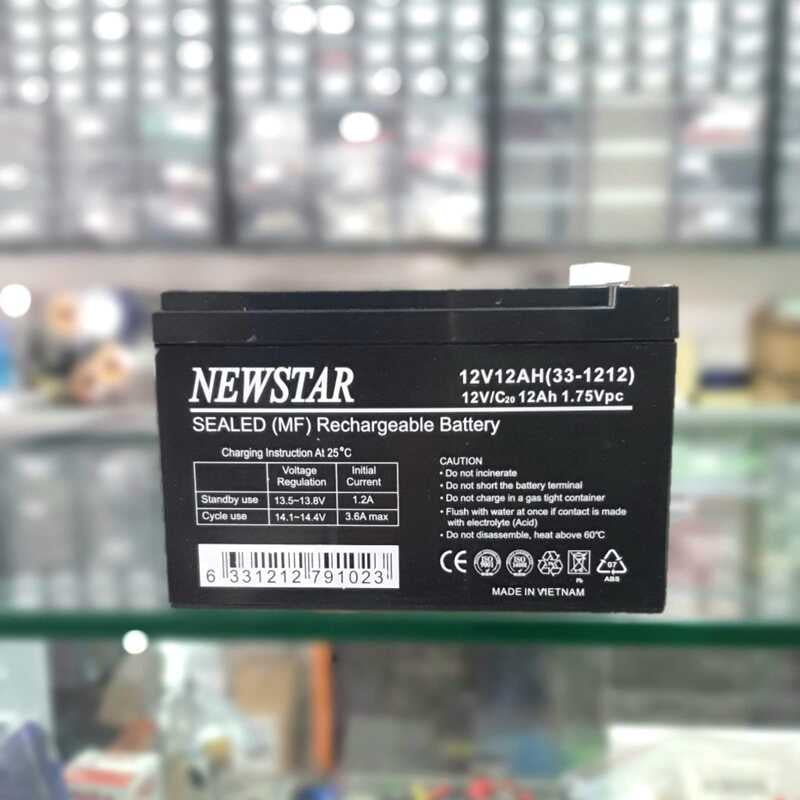 NEWSTAR
12V12AH(33-1212)
12V/C20 12Ah 1.75Vpc
SEALED (MF) Rechargeable Battery
Charging Instruction At 25°C
Voltage Regulation Initial Current
Standby use 13.5~13.8V 1.2A
Cycle use 14.1~14.4V 3.6A max
6 331212 791023
CAUTION
• Do not incinerate
• Do not short the battery terminal
• Do not charge in a gas tight container
• Flush with water at once if contact is made
with electrolyte (Acid)
• Do not disassemble, heat above 60°C
CE
Pb
07
ABS
MADE IN VIETNAM